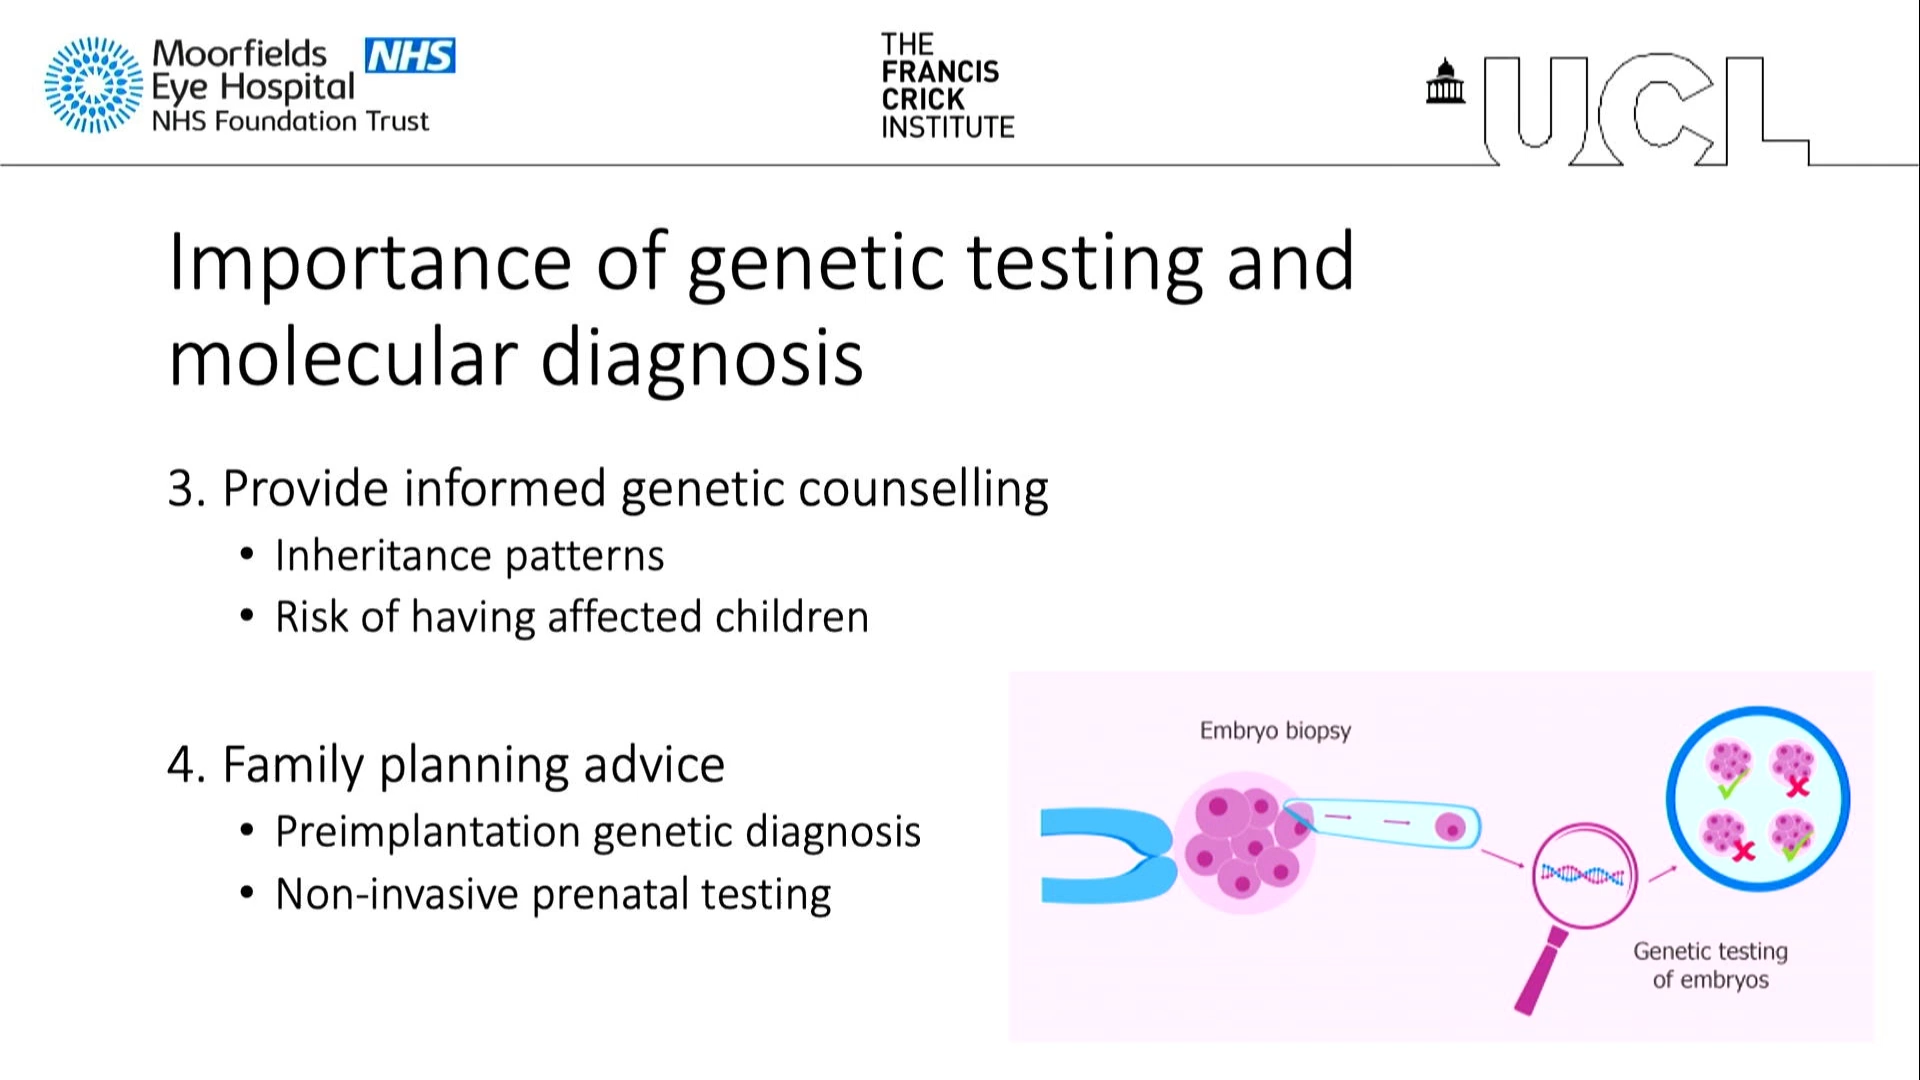 Moorfields
Eye Hospital
NHS Foundation Trust
NHS
THE
FRANCIS
CRICK
INSTITUTE
UCL
Importance of genetic testing and
molecular diagnosis
3. Provide informed genetic counselling
• Inheritance patterns
• Risk of having affected children
4. Family planning advice
• Preimplantation genetic diagnosis
• Non-invasive prenatal testing
Embryo biopsy
Genetic testing
of embryos